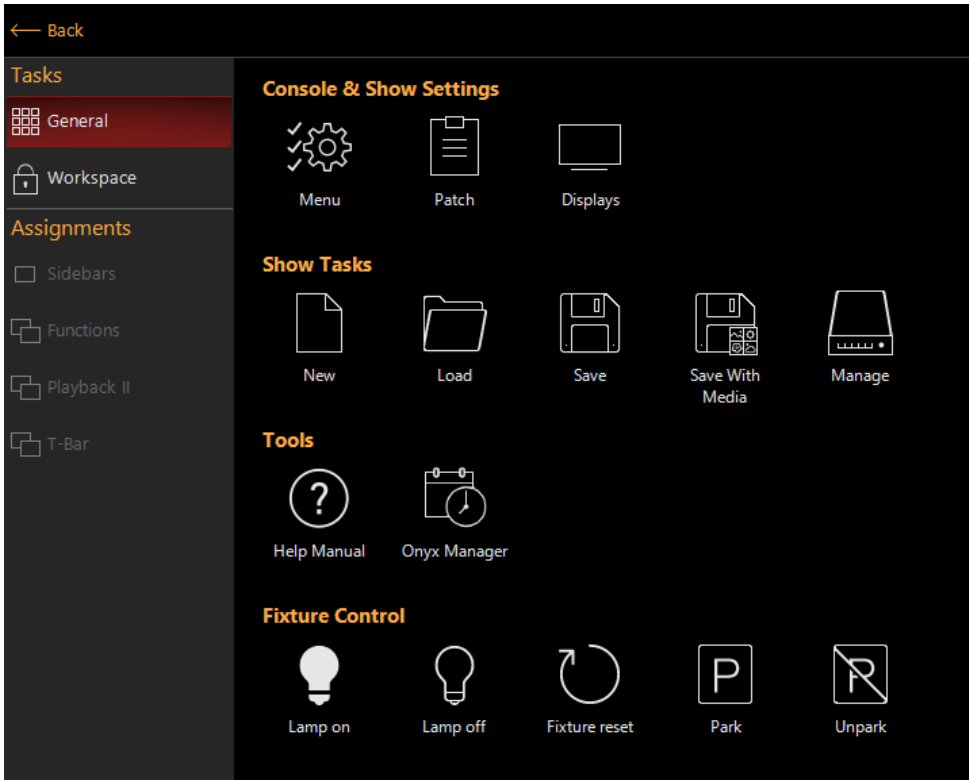 Back
Tasks
General
Workspace
Assignments
Sidebars
Functions
Playback II
T-Bar
Console & Show Settings
Menu
Patch
Displays
Show Tasks
New
Load
Save
Save With
Media
Manage
Tools
?
Help Manual
Onyx Manager
Fixture Control
P
R
Lamp on
Lamp off
Fixture reset
Park
Unpark